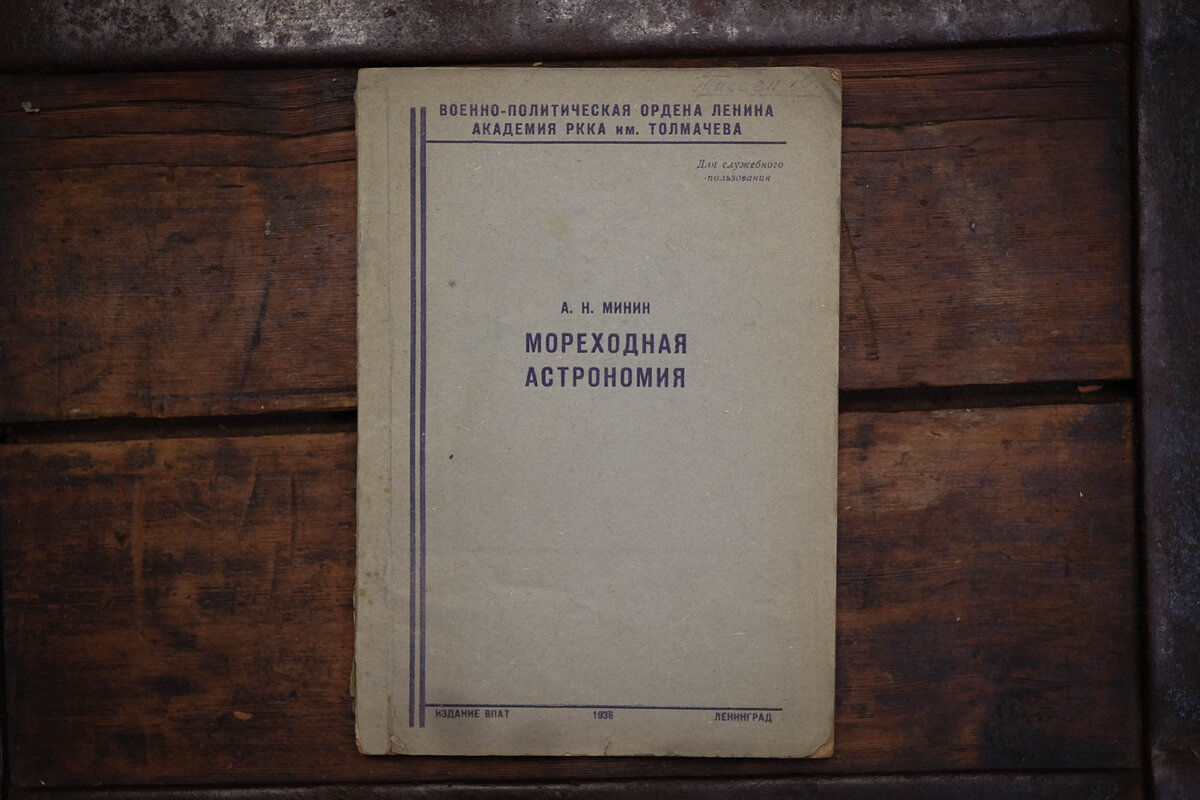 ВОЕННО-ПОЛИТИЧЕСКАЯ ОРДЕНА ЛЕНИНА
АКАДЕМИЯ РККА им. ТОЛМАЧЕВА
Для служебного
пользования
А. Н. МИНИН
МОРЕХОДНАЯ
АСТРОНОМИЯ
ИЗДАНИЕ ВПАТ 1936 ЛЕНИНГРАД